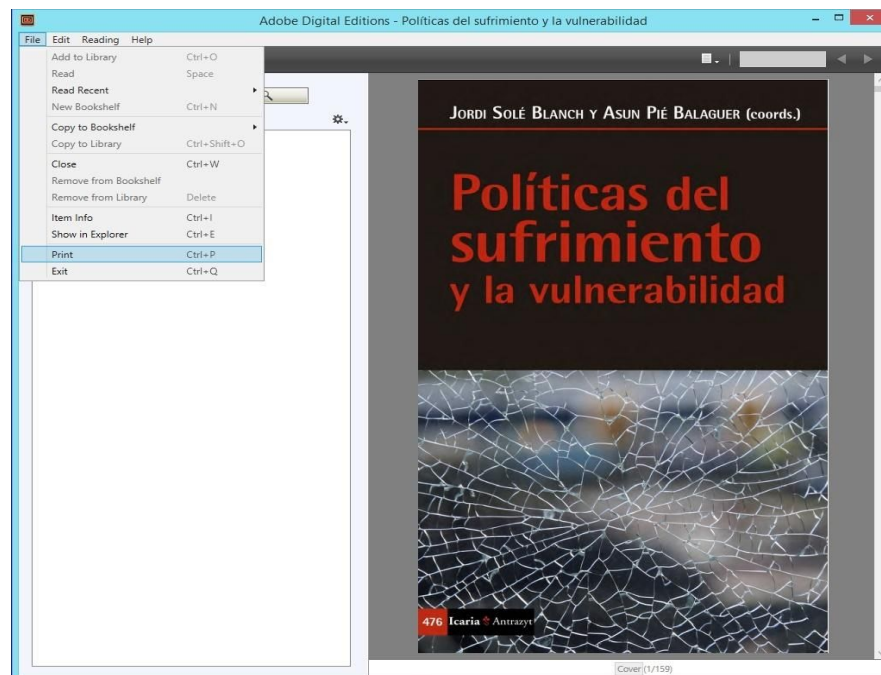 Adobe Digital Editions - Políticas del sufrimiento y la vulnerabilidad
File Edit Reading Help
Add to Library Ctrl+O
Read Space
Read Recent
New Bookshelf Ctrl+N
Copy to Bookshelf
Copy to Library Ctrl+Shift+O
Close Ctrl+W
Remove from Bookshelf
Remove from Library Delete
Item Info Ctrl+I
Show in Explorer Ctrl+E
Print Ctrl+P
Exit Ctrl+Q
JORDI SOLÉ BLANCH Y ASUN PIÉ BALAGUER (coords.)
Políticas del
sufrimiento
y la vulnerabilidad
476 Icaria Antrazyt
Cover (1/159)